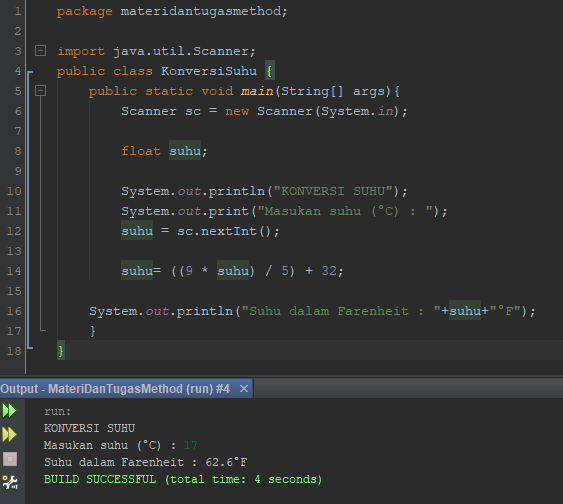 1 package materidantugasmethod;
2
3 import java.util.Scanner;
4 public class KonversiSuhu {
5 public static void main(String[] args){
6 Scanner sc = new Scanner(System.in);
7
8 float suhu;
9
10 System.out.println("KONVERSI SUHU");
11 System.out.print("Masukan suhu (°C) : ");
12 suhu = sc.nextInt();
13
14 suhu= ((9 * suhu) / 5) + 32;
15
16 System.out.println("Suhu dalam Farenheit : "+suhu+"°F");
17 }
18 }
Output - MateriDanTugasMethod (run) #4 ×
run:
KONVERSI SUHU
Masukan suhu (°C) : 17
Suhu dalam Farenheit : 62.6°F
BUILD SUCCESSFUL (total time: 4 seconds)